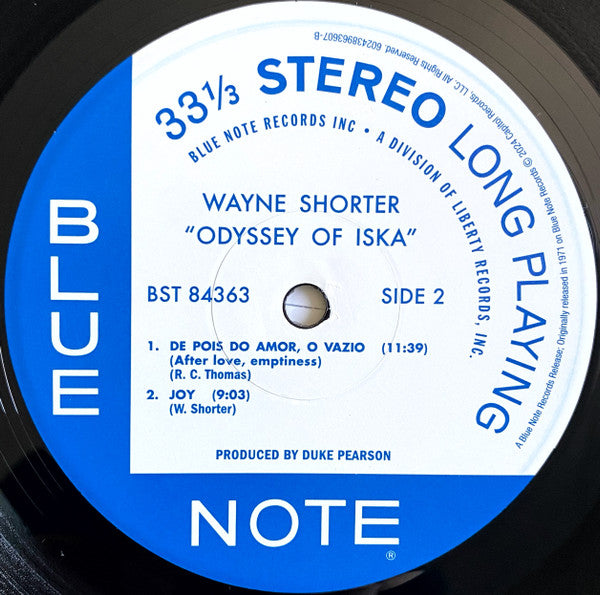 33⅓ STEREO LONG PLAYING
BLUE NOTE RECORDS INC • A DIVISION OF LIBERTY RECORDS, INC.
A Blue Note Records Release; Originally released in 1971 on Blue Note Records © 2024 Capitol Records, LLC. All Rights Reserved. 602438963607-B
WAYNE SHORTER
"ODYSSEY OF ISKA"
BST 84363 SIDE 2
1. DE POIS DO AMOR, O VAZIO (11:39)
(After love, emptiness)
(R. C. Thomas)
2. JOY (9:03)
(W. Shorter)
PRODUCED BY DUKE PEARSON
BLUE
NOTE®